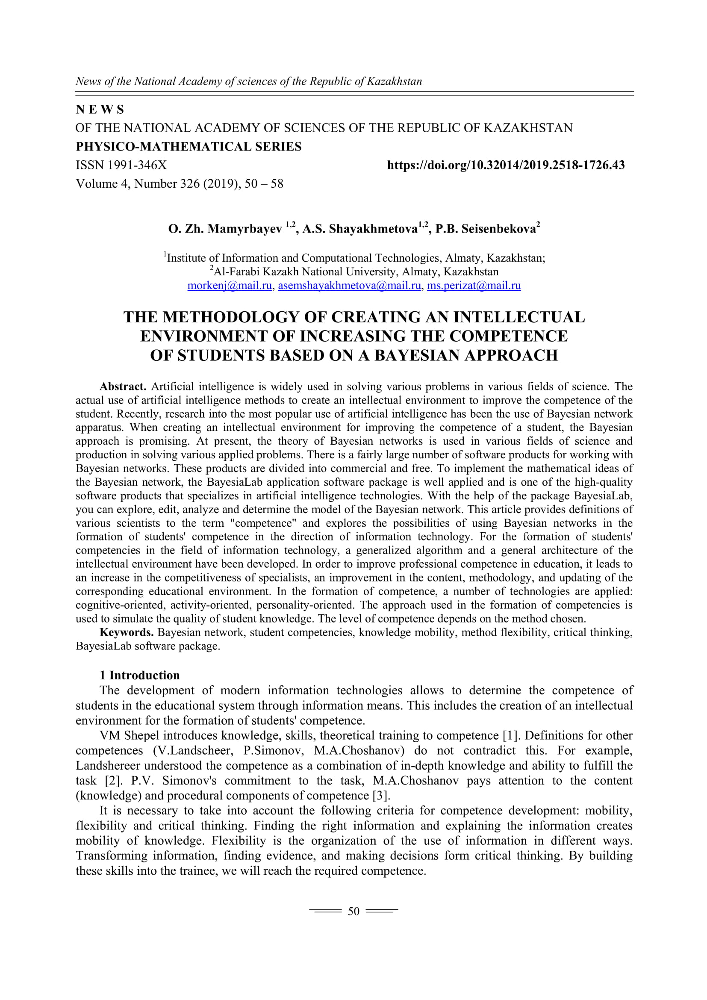 News of the National Academy of sciences of the Republic of Kazakhstan
N E W S
OF THE NATIONAL ACADEMY OF SCIENCES OF THE REPUBLIC OF KAZAKHSTAN
PHYSICO-MATHEMATICAL SERIES
ISSN 1991-346X https://doi.org/10.32014/2019.2518-1726.43
Volume 4, Number 326 (2019), 50 – 58
O. Zh. Mamyrbayev 1,2, A.S. Shayakhmetova1,2, P.B. Seisenbekova2
1Institute of Information and Computational Technologies, Almaty, Kazakhstan;
2Al-Farabi Kazakh National University, Almaty, Kazakhstan
morkenj@mail.ru, asemshayakhmetova@mail.ru, ms.perizat@mail.ru
THE METHODOLOGY OF CREATING AN INTELLECTUAL
ENVIRONMENT OF INCREASING THE COMPETENCE
OF STUDENTS BASED ON A BAYESIAN APPROACH
Abstract. Artificial intelligence is widely used in solving various problems in various fields of science. The
actual use of artificial intelligence methods to create an intellectual environment to improve the competence of the
student. Recently, research into the most popular use of artificial intelligence has been the use of Bayesian network
apparatus. When creating an intellectual environment for improving the competence of a student, the Bayesian
approach is promising. At present, the theory of Bayesian networks is used in various fields of science and
production in solving various applied problems. There is a fairly large number of software products for working with
Bayesian networks. These products are divided into commercial and free. To implement the mathematical ideas of
the Bayesian network, the BayesiaLab application software package is well applied and is one of the high-quality
software products that specializes in artificial intelligence technologies. With the help of the package BayesiaLab,
you can explore, edit, analyze and determine the model of the Bayesian network. This article provides definitions of
various scientists to the term "competence" and explores the possibilities of using Bayesian networks in the
formation of students' competence in the direction of information technology. For the formation of students'
competencies in the field of information technology, a generalized algorithm and a general architecture of the
intellectual environment have been developed. In order to improve professional competence in education, it leads to
an increase in the competitiveness of specialists, an improvement in the content, methodology, and updating of the
corresponding educational environment. In the formation of competence, a number of technologies are applied:
cognitive-oriented, activity-oriented, personality-oriented. The approach used in the formation of competencies is
used to simulate the quality of student knowledge. The level of competence depends on the method chosen.
Keywords. Bayesian network, student competencies, knowledge mobility, method flexibility, critical thinking,
BayesiaLab software package.
1 Introduction
The development of modern information technologies allows to determine the competence of
students in the educational system through information means. This includes the creation of an intellectual
environment for the formation of students' competence.
VM Shepel introduces knowledge, skills, theoretical training to competence [1]. Definitions for other
competences (V.Landscheer, P.Simonov, M.A.Choshanov) do not contradict this. For example,
Landshereer understood the competence as a combination of in-depth knowledge and ability to fulfill the
task [2]. P.V. Simonov's commitment to the task, M.A.Choshanov pays attention to the content
(knowledge) and procedural components of competence [3].
It is necessary to take into account the following criteria for competence development: mobility,
flexibility and critical thinking. Finding the right information and explaining the information creates
mobility of knowledge. Flexibility is the organization of the use of information in different ways.
Transforming information, finding evidence, and making decisions form critical thinking. By building
these skills into the trainee, we will reach the required competence.
50